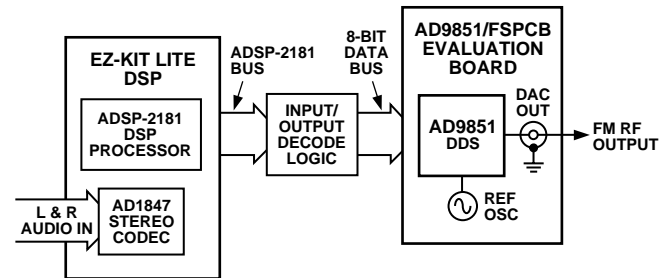 EZ-KIT LITE
DSP
ADSP-2181
DSP
PROCESSOR
L & R
AUDIO IN
AD1847
STEREO
CODEC
ADSP-2181
BUS
INPUT/
OUTPUT
DECODE
LOGIC
8-BIT
DATA
BUS
AD9851/FSPCB
EVALUATION
BOARD
AD9851
DDS
DAC
OUT
REF
OSC
FM RF
OUTPUT